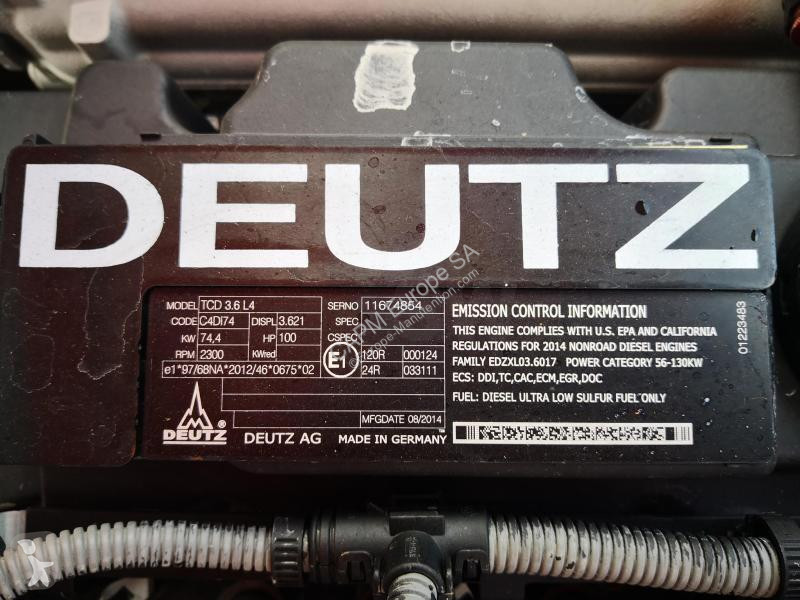 DEUTZ
MODEL TCD 3.6 L4 SERNO 11674854
CODE C4DI74 DISPL 3.621 SPEC
KW 74,4 HP 100 CSPEC
RPM 2300 KWred E1 120R 000124
e1*97/68NA*2012/46*0675*02 24R 033111
MFGDATE 08/2014
DEUTZ ® DEUTZ AG MADE IN GERMANY
EMISSION CONTROL INFORMATION
THIS ENGINE COMPLIES WITH U.S. EPA AND CALIFORNIA
REGULATIONS FOR 2014 NONROAD DIESEL ENGINES
FAMILY EDZXL03.6017 POWER CATEGORY 56-130KW
ECS: DDI,TC,CAC,ECM,EGR,DOC
FUEL: DIESEL ULTRA LOW SULFUR FUEL ONLY
01223483
Europe SA